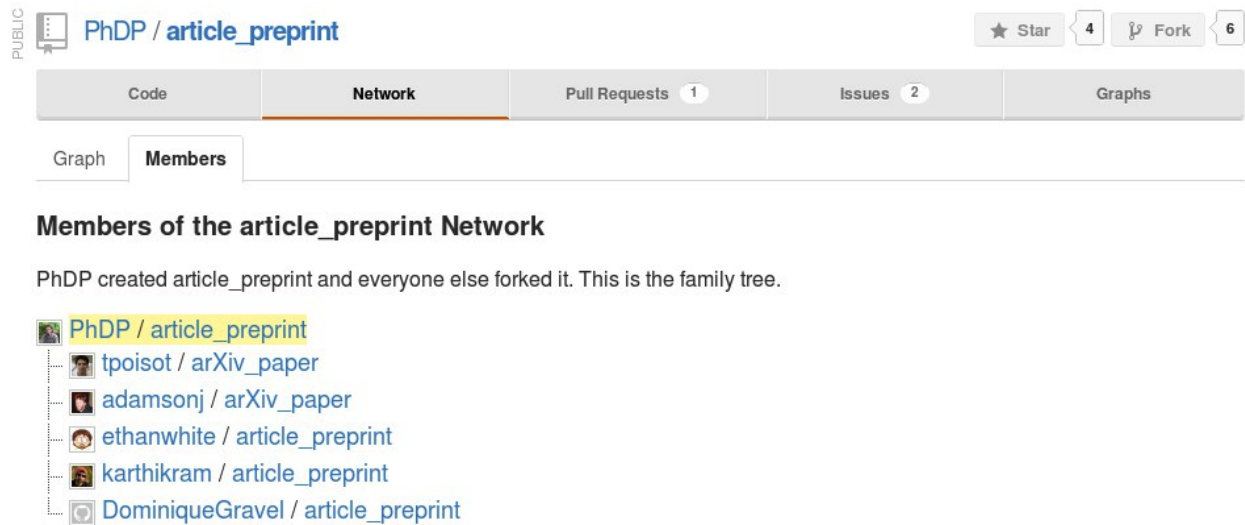 PUBLIC
PhDP / article_preprint
Star 4 Fork 6
Code Network Pull Requests 1 Issues 2 Graphs
Graph Members
Members of the article_preprint Network
PhDP created article_preprint and everyone else forked it. This is the family tree.
PhDP / article_preprint
tpoisot / arXiv_paper
adamsonj / arXiv_paper
ethanwhite / article_preprint
karthikram / article_preprint
DominiqueGravel / article_preprint